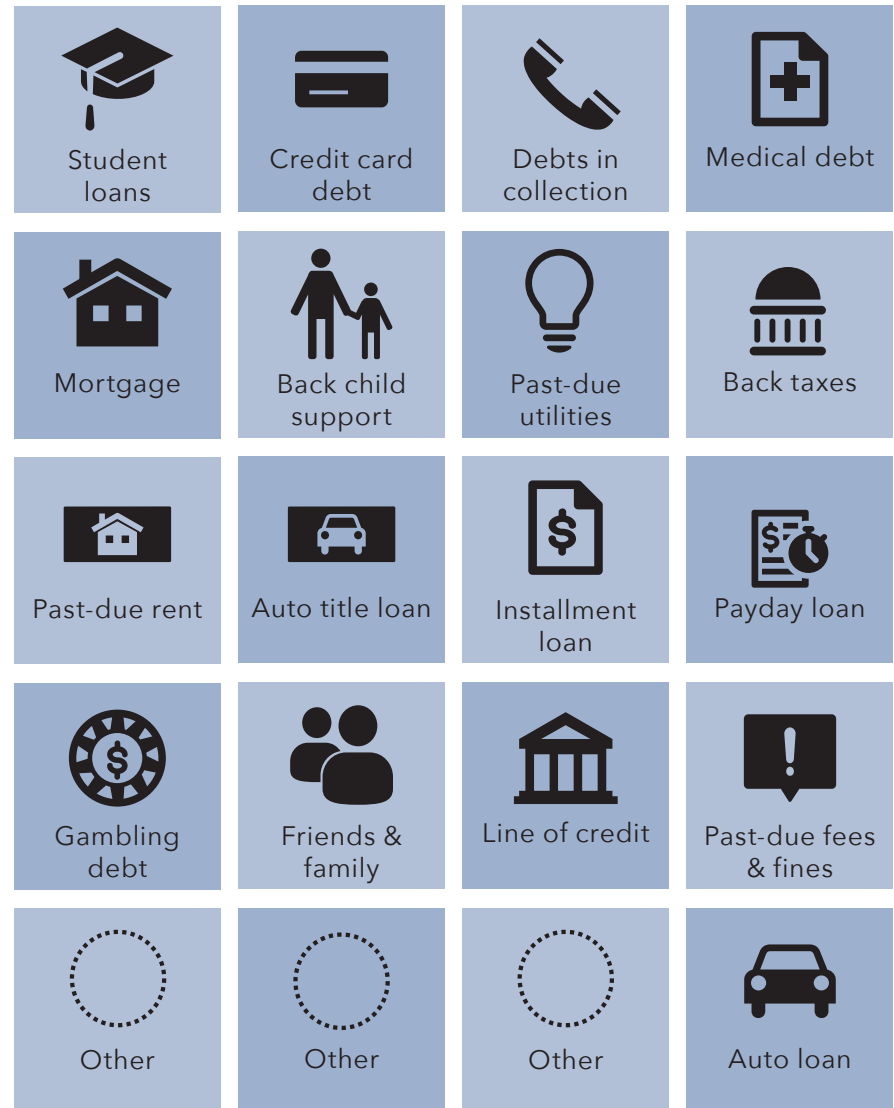 Student
loans
Credit card
debt
Debts in
collection
Medical debt
Mortgage
Back child
support
Past-due
utilities
Back taxes
Past-due rent
Auto title loan
$
Installment
loan
$
Payday loan
$
Gambling
debt
Friends &
family
Line of credit
!
Past-due fees
& fines
Other
Other
Other
Auto loan